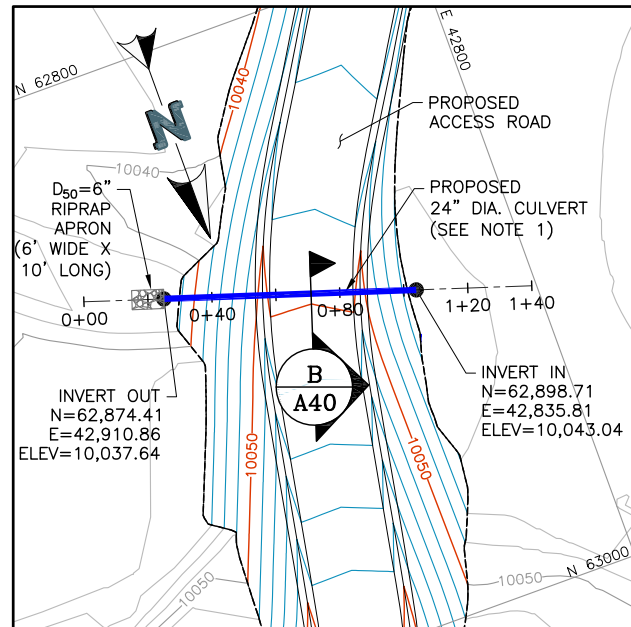 E 42800
N 62800
10040
N
10040
PROPOSED
ACCESS ROAD
D50=6"
RIPRAP
APRON
(6' WIDE X
10' LONG)
PROPOSED
24" DIA. CULVERT
(SEE NOTE 1)
0+00
0+40
0+80
1+20
1+40
B
A40
INVERT OUT
N=62,874.41
E=42,910.86
ELEV=10,037.64
INVERT IN
N=62,898.71
E=42,835.81
ELEV=10,043.04
10050
10050
N 63000
10050
10050